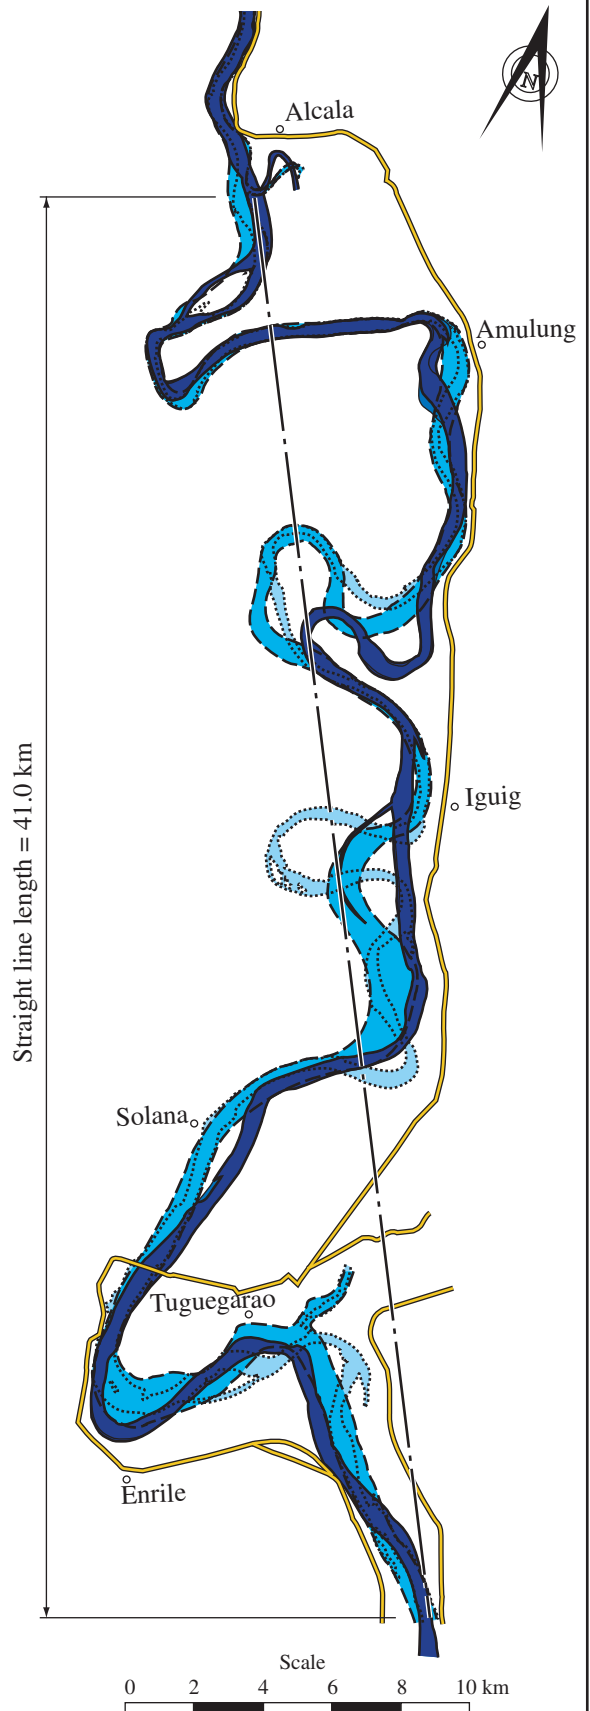 N
Alcala
Amulung
Straight line length = 41.0 km
Iguig
Solana
Tuguegarao
Enrile
Scale
0 2 4 6 8 10 km